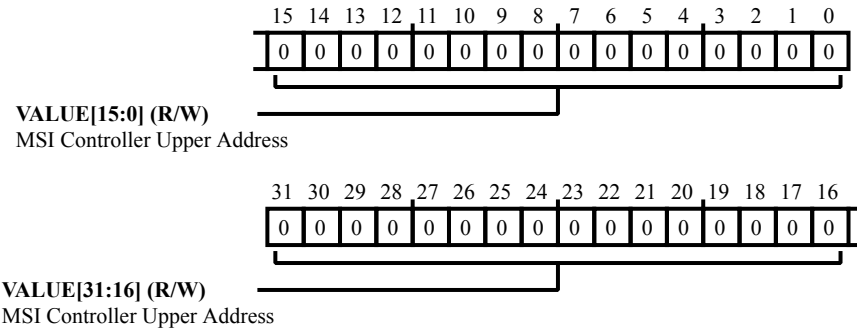 15 14 13 12 11 10 9 8 7 6 5 4 3 2 1 0
0 0 0 0 0 0 0 0 0 0 0 0 0 0 0 0
VALUE[15:0] (R/W)
MSI Controller Upper Address
31 30 29 28 27 26 25 24 23 22 21 20 19 18 17 16
0 0 0 0 0 0 0 0 0 0 0 0 0 0 0 0
VALUE[31:16] (R/W)
MSI Controller Upper Address